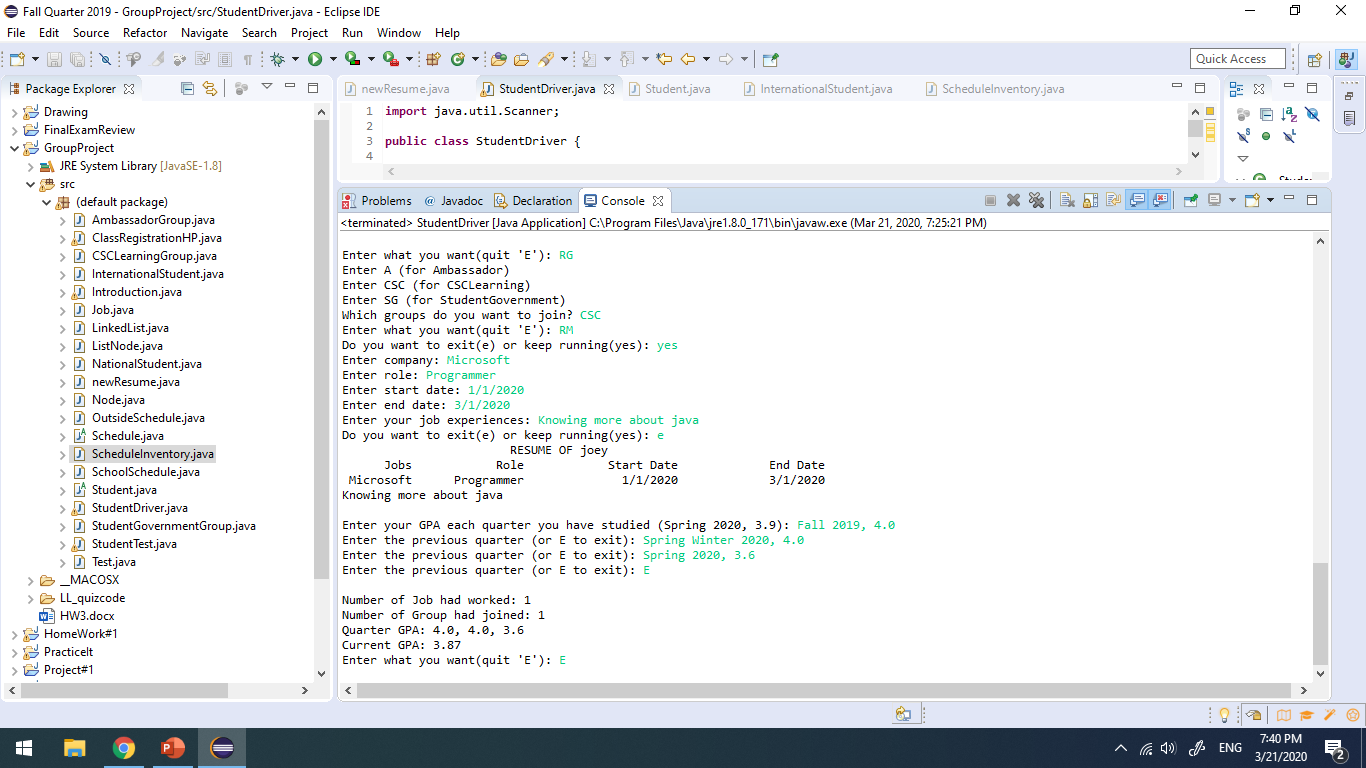 Fall Quarter 2019 - GroupProject/src/StudentDriver.java - Eclipse IDE
File Edit Source Refactor Navigate Search Project Run Window Help
Quick Access
Package Explorer
Drawing
FinalExamReview
GroupProject
JRE System Library [JavaSE-1.8]
src
(default package)
AmbassadorGroup.java
ClassRegistrationHP.java
CSCLearningGroup.java
InternationalStudent.java
Introduction.java
Job.java
LinkedList.java
ListNode.java
NationalStudent.java
newResume.java
Node.java
OutsideSchedule.java
Schedule.java
ScheduleInventory.java
SchoolSchedule.java
Student.java
StudentDriver.java
StudentGovernmentGroup.java
StudentTest.java
Test.java
__MACOSX
LL_quizcode
HW3.docx
HomeWork#1
PracticeIt
Project#1
newResume.java StudentDriver.java Student.java InternationalStudent.java ScheduleInventory.java
1 import java.util.Scanner;
2
3 public class StudentDriver {
4
Problems @ Javadoc Declaration Console
<terminated> StudentDriver [Java Application] C:\Program Files\Java\jre1.8.0_171\bin\javaw.exe (Mar 21, 2020, 7:25:21 PM)
Enter what you want(quit 'E'): RG
Enter A (for Ambassador)
Enter CSC (for CSCLearning)
Enter SG (for StudentGovernment)
Which groups do you want to join? CSC
Enter what you want(quit 'E'): RM
Do you want to exit(e) or keep running(yes): yes
Enter company: Microsoft
Enter role: Programmer
Enter start date: 1/1/2020
Enter end date: 3/1/2020
Enter your job experiences: Knowing more about java
Do you want to exit(e) or keep running(yes): e
RESUME OF joey
Jobs Role Start Date End Date
Microsoft Programmer 1/1/2020 3/1/2020
Knowing more about java
Enter your GPA each quarter you have studied (Spring 2020, 3.9): Fall 2019, 4.0
Enter the previous quarter (or E to exit): Spring Winter 2020, 4.0
Enter the previous quarter (or E to exit): Spring 2020, 3.6
Enter the previous quarter (or E to exit): E
Number of Job had worked: 1
Number of Group had joined: 1
Quarter GPA: 4.0, 4.0, 3.6
Current GPA: 3.87
Enter what you want(quit 'E'): E
ENG
7:40 PM
3/21/2020
2